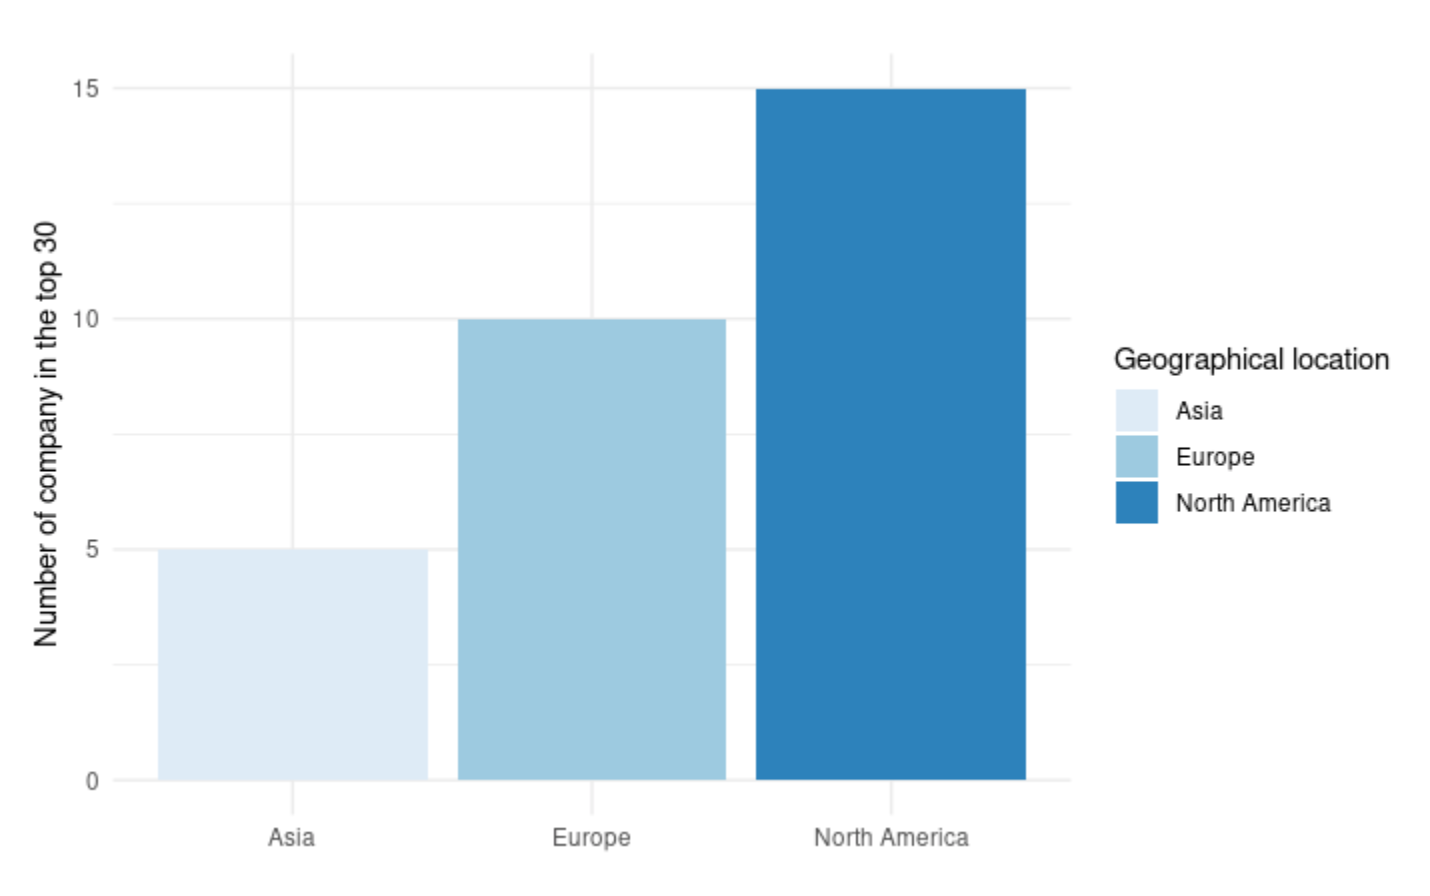 Number of company in the top 30
15
10
5
0
Asia
Europe
North America
Geographical location
Asia
Europe
North America